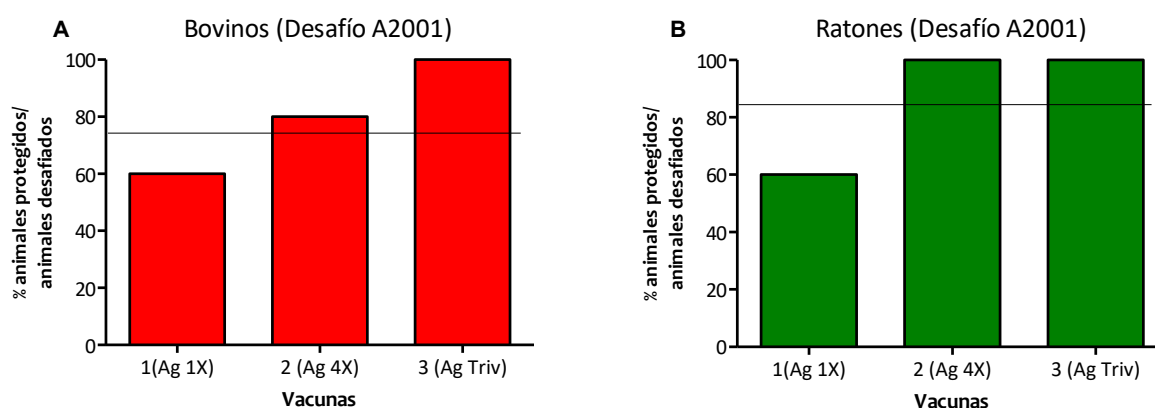 A
Bovinos (Desafío A2001)
% animales protegidos/
animales desafiados
100
80
60
40
20
0
1(Ag 1X)
2 (Ag 4X)
3 (Ag Triv)
Vacunas
B
Ratones (Desafío A2001)
% animales protegidos/
animales desafiados
100
80
60
40
20
0
1(Ag 1X)
2 (Ag 4X)
3 (Ag Triv)
Vacunas